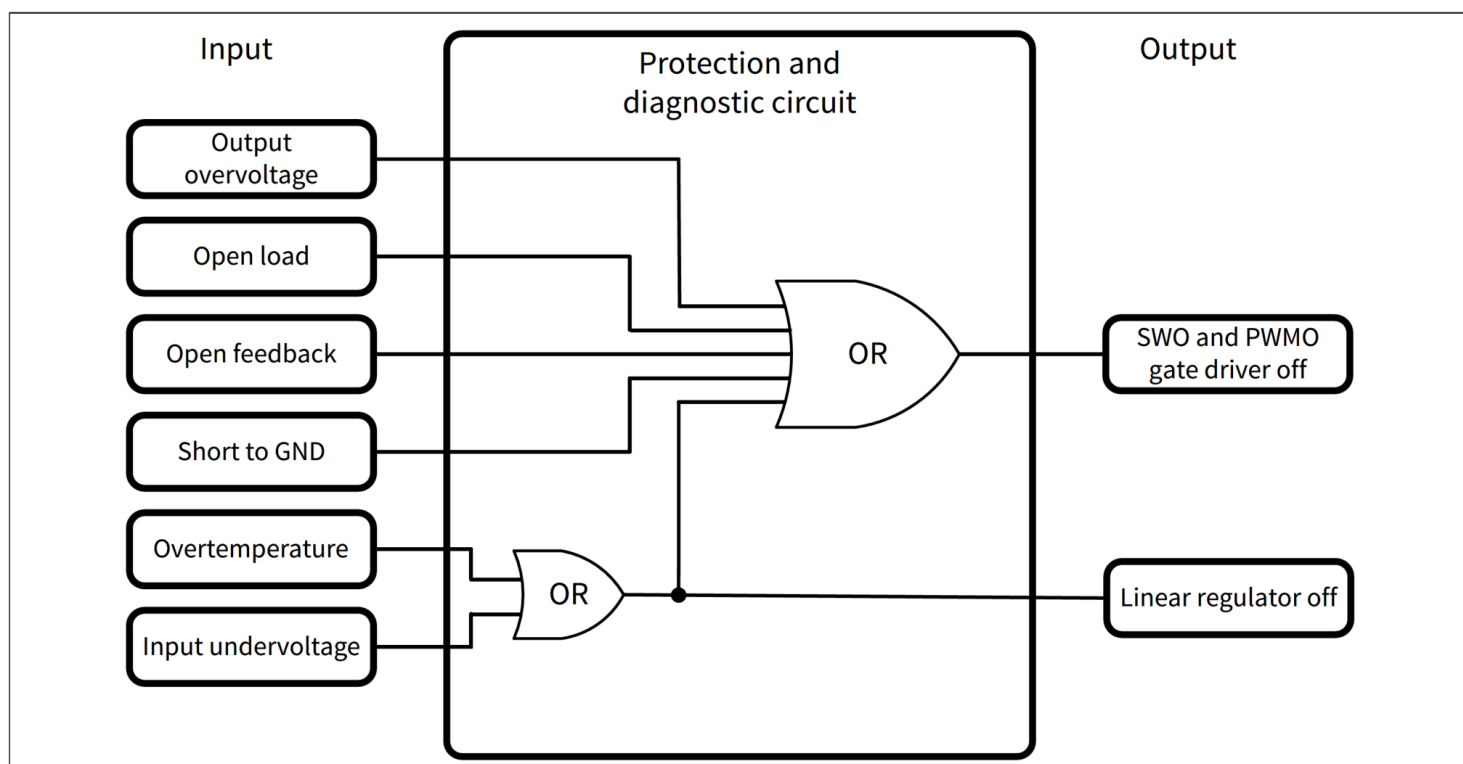 Input
Protection and
diagnostic circuit
Output
Output
overvoltage
Open load
Open feedback
Short to GND
Overtemperature
Input undervoltage
OR
OR
SWO and PWMO
gate driver off
Linear regulator off